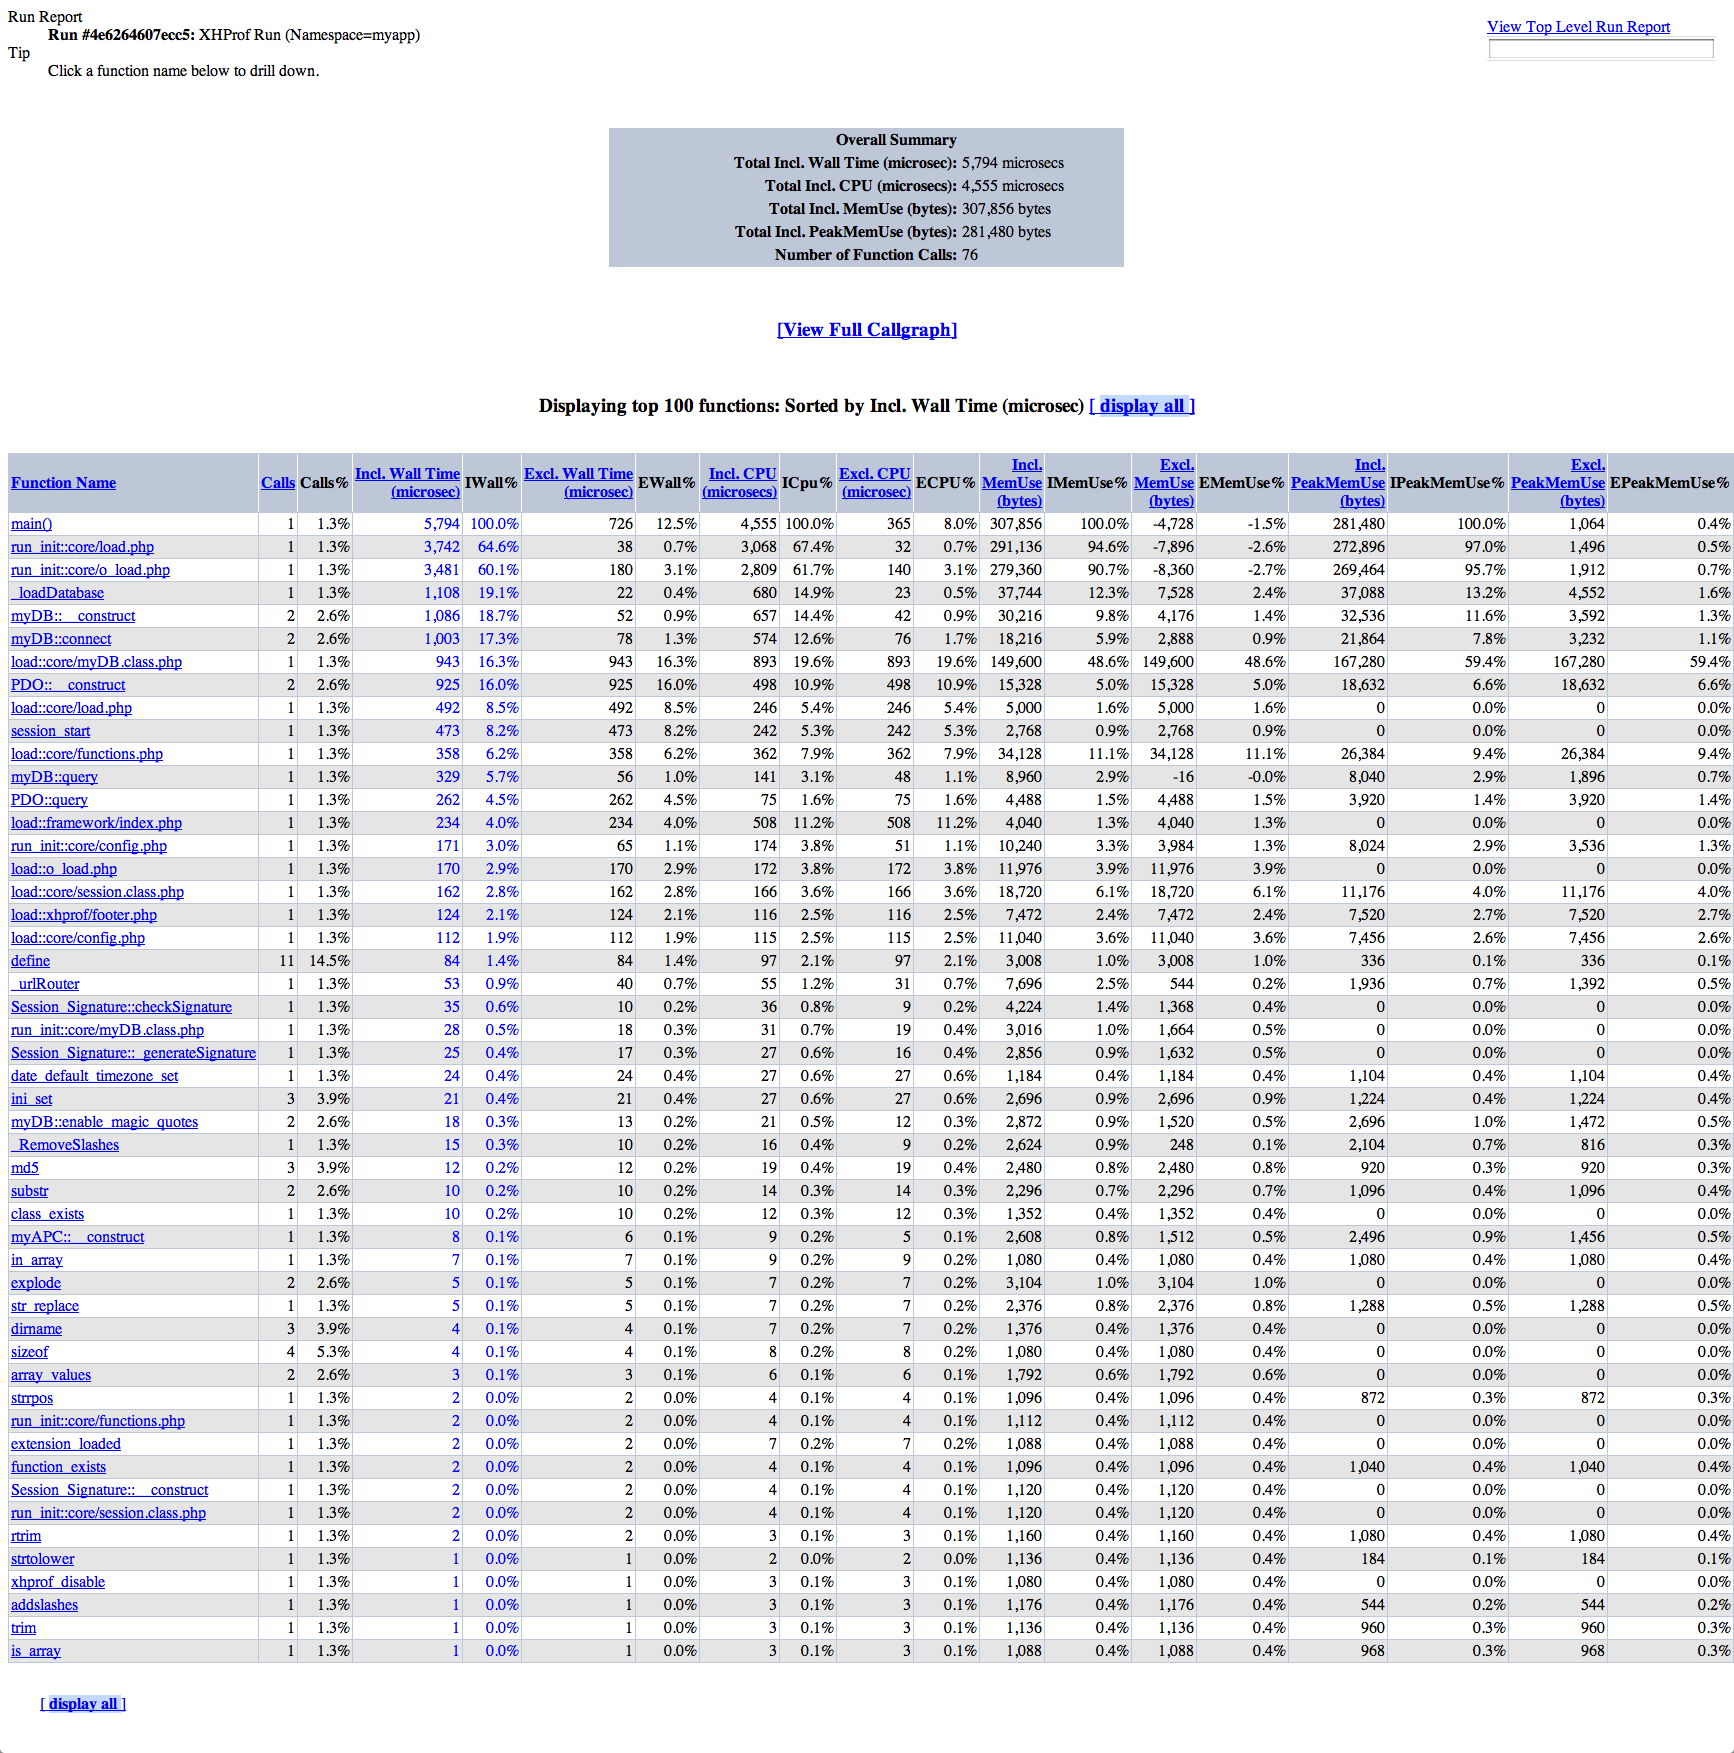 Run Report
Run #4e6264607ecc5: XHProf Run (Namespace=myapp)
Tip
Click a function name below to drill down.
View Top Level Run Report
Overall Summary
Total Incl. Wall Time (microsec): 5,794 microsecs
Total Incl. CPU (microsecs): 4,555 microsecs
Total Incl. MemUse (bytes): 307,856 bytes
Total Incl. PeakMemUse (bytes): 281,480 bytes
Number of Function Calls: 76
[View Full Callgraph]
Displaying top 100 functions: Sorted by Incl. Wall Time (microsec) [ display all ]
Function Name Calls Calls% Incl. Wall Time (microsec) IWall% Excl. Wall Time (microsec) EWall% Incl. CPU (microsecs) ICpu% Excl. CPU (microsec) ECPU% Incl. MemUse (bytes) IMemUse% Excl. MemUse (bytes) EMemUse% Incl. PeakMemUse (bytes) IPeakMemUse% Excl. PeakMemUse (bytes) EPeakMemUse%
main() 1 1.3% 5,794 100.0% 726 12.5% 4,555 100.0% 365 8.0% 307,856 100.0% -4,728 -1.5% 281,480 100.0% 1,064 0.4%
run_init::core/load.php 1 1.3% 3,742 64.6% 38 0.7% 3,068 67.4% 32 0.7% 291,136 94.6% -7,896 -2.6% 272,896 97.0% 1,496 0.5%
run_init::core/o_load.php 1 1.3% 3,481 60.1% 180 3.1% 2,809 61.7% 140 3.1% 279,360 90.7% -8,360 -2.7% 269,464 95.7% 1,912 0.7%
_loadDatabase 1 1.3% 1,108 19.1% 22 0.4% 680 14.9% 23 0.5% 37,744 12.3% 7,528 2.4% 37,088 13.2% 4,552 1.6%
myDB::__construct 2 2.6% 1,086 18.7% 52 0.9% 657 14.4% 42 0.9% 30,216 9.8% 4,176 1.4% 32,536 11.6% 3,592 1.3%
myDB::connect 2 2.6% 1,003 17.3% 78 1.3% 574 12.6% 76 1.7% 18,216 5.9% 2,888 0.9% 21,864 7.8% 3,232 1.1%
load::core/myDB.class.php 1 1.3% 943 16.3% 943 16.3% 893 19.6% 893 19.6% 149,600 48.6% 149,600 48.6% 167,280 59.4% 167,280 59.4%
PDO::__construct 2 2.6% 925 16.0% 925 16.0% 498 10.9% 498 10.9% 15,328 5.0% 15,328 5.0% 18,632 6.6% 18,632 6.6%
load::core/load.php 1 1.3% 492 8.5% 492 8.5% 246 5.4% 246 5.4% 5,000 1.6% 5,000 1.6% 0 0.0% 0 0.0%
session_start 1 1.3% 473 8.2% 473 8.2% 242 5.3% 242 5.3% 2,768 0.9% 2,768 0.9% 0 0.0% 0 0.0%
load::core/functions.php 1 1.3% 358 6.2% 358 6.2% 362 7.9% 362 7.9% 34,128 11.1% 34,128 11.1% 26,384 9.4% 26,384 9.4%
myDB::query 1 1.3% 329 5.7% 56 1.0% 141 3.1% 48 1.1% 8,960 2.9% -16 -0.0% 8,040 2.9% 1,896 0.7%
PDO::query 1 1.3% 262 4.5% 262 4.5% 75 1.6% 75 1.6% 4,488 1.5% 4,488 1.5% 3,920 1.4% 3,920 1.4%
load::framework/index.php 1 1.3% 234 4.0% 234 4.0% 508 11.2% 508 11.2% 4,040 1.3% 4,040 1.3% 0 0.0% 0 0.0%
run_init::core/config.php 1 1.3% 171 3.0% 65 1.1% 174 3.8% 51 1.1% 10,240 3.3% 3,984 1.3% 8,024 2.9% 3,536 1.3%
load::o_load.php 1 1.3% 170 2.9% 170 2.9% 172 3.8% 172 3.8% 11,976 3.9% 11,976 3.9% 0 0.0% 0 0.0%
load::core/session.class.php 1 1.3% 162 2.8% 162 2.8% 166 3.6% 166 3.6% 18,720 6.1% 18,720 6.1% 11,176 4.0% 11,176 4.0%
load::xhprof/footer.php 1 1.3% 124 2.1% 124 2.1% 116 2.5% 116 2.5% 7,472 2.4% 7,472 2.4% 7,520 2.7% 7,520 2.7%
load::core/config.php 1 1.3% 112 1.9% 112 1.9% 115 2.5% 115 2.5% 11,040 3.6% 11,040 3.6% 7,456 2.6% 7,456 2.6%
define 11 14.5% 84 1.4% 84 1.4% 97 2.1% 97 2.1% 3,008 1.0% 3,008 1.0% 336 0.1% 336 0.1%
_urlRouter 1 1.3% 53 0.9% 40 0.7% 55 1.2% 31 0.7% 7,696 2.5% 544 0.2% 1,936 0.7% 1,392 0.5%
Session_Signature::checkSignature 1 1.3% 35 0.6% 10 0.2% 36 0.8% 9 0.2% 4,224 1.4% 1,368 0.4% 0 0.0% 0 0.0%
run_init::core/myDB.class.php 1 1.3% 28 0.5% 18 0.3% 31 0.7% 19 0.4% 3,016 1.0% 1,664 0.5% 0 0.0% 0 0.0%
Session_Signature::_generateSignature 1 1.3% 25 0.4% 17 0.3% 27 0.6% 16 0.4% 2,856 0.9% 1,632 0.5% 0 0.0% 0 0.0%
date_default_timezone_set 1 1.3% 24 0.4% 24 0.4% 27 0.6% 27 0.6% 1,184 0.4% 1,184 0.4% 1,104 0.4% 1,104 0.4%
ini_set 3 3.9% 21 0.4% 21 0.4% 27 0.6% 27 0.6% 2,696 0.9% 2,696 0.9% 1,224 0.4% 1,224 0.4%
myDB::enable_magic_quotes 2 2.6% 18 0.3% 13 0.2% 21 0.5% 12 0.3% 2,872 0.9% 1,520 0.5% 2,696 1.0% 1,472 0.5%
_RemoveSlashes 1 1.3% 15 0.3% 10 0.2% 16 0.4% 9 0.2% 2,624 0.9% 248 0.1% 2,104 0.7% 816 0.3%
md5 3 3.9% 12 0.2% 12 0.2% 19 0.4% 19 0.4% 2,480 0.8% 2,480 0.8% 920 0.3% 920 0.3%
substr 2 2.6% 10 0.2% 10 0.2% 14 0.3% 14 0.3% 2,296 0.7% 2,296 0.7% 1,096 0.4% 1,096 0.4%
class_exists 1 1.3% 10 0.2% 10 0.2% 12 0.3% 12 0.3% 1,352 0.4% 1,352 0.4% 0 0.0% 0 0.0%
myAPC::__construct 1 1.3% 8 0.1% 6 0.1% 9 0.2% 5 0.1% 2,608 0.8% 1,512 0.5% 2,496 0.9% 1,456 0.5%
in_array 1 1.3% 7 0.1% 7 0.1% 9 0.2% 9 0.2% 1,080 0.4% 1,080 0.4% 1,080 0.4% 1,080 0.4%
explode 2 2.6% 5 0.1% 5 0.1% 7 0.2% 7 0.2% 3,104 1.0% 3,104 1.0% 0 0.0% 0 0.0%
str_replace 1 1.3% 5 0.1% 5 0.1% 7 0.2% 7 0.2% 2,376 0.8% 2,376 0.8% 1,288 0.5% 1,288 0.5%
dirname 3 3.9% 4 0.1% 4 0.1% 7 0.2% 7 0.2% 1,376 0.4% 1,376 0.4% 0 0.0% 0 0.0%
sizeof 4 5.3% 4 0.1% 4 0.1% 8 0.2% 8 0.2% 1,080 0.4% 1,080 0.4% 0 0.0% 0 0.0%
array_values 2 2.6% 3 0.1% 3 0.1% 6 0.1% 6 0.1% 1,792 0.6% 1,792 0.6% 0 0.0% 0 0.0%
strrpos 1 1.3% 2 0.0% 2 0.0% 4 0.1% 4 0.1% 1,096 0.4% 1,096 0.4% 872 0.3% 872 0.3%
run_init::core/functions.php 1 1.3% 2 0.0% 2 0.0% 4 0.1% 4 0.1% 1,112 0.4% 1,112 0.4% 0 0.0% 0 0.0%
extension_loaded 1 1.3% 2 0.0% 2 0.0% 7 0.2% 7 0.2% 1,088 0.4% 1,088 0.4% 0 0.0% 0 0.0%
function_exists 1 1.3% 2 0.0% 2 0.0% 4 0.1% 4 0.1% 1,096 0.4% 1,096 0.4% 1,040 0.4% 1,040 0.4%
Session_Signature::__construct 1 1.3% 2 0.0% 2 0.0% 4 0.1% 4 0.1% 1,120 0.4% 1,120 0.4% 0 0.0% 0 0.0%
run_init::core/session.class.php 1 1.3% 2 0.0% 2 0.0% 4 0.1% 4 0.1% 1,120 0.4% 1,120 0.4% 0 0.0% 0 0.0%
rtrim 1 1.3% 2 0.0% 2 0.0% 3 0.1% 3 0.1% 1,160 0.4% 1,160 0.4% 1,080 0.4% 1,080 0.4%
strtolower 1 1.3% 1 0.0% 1 0.0% 2 0.0% 2 0.0% 1,136 0.4% 1,136 0.4% 184 0.1% 184 0.1%
xhprof_disable 1 1.3% 1 0.0% 1 0.0% 3 0.1% 3 0.1% 1,080 0.4% 1,080 0.4% 0 0.0% 0 0.0%
addslashes 1 1.3% 1 0.0% 1 0.0% 3 0.1% 3 0.1% 1,176 0.4% 1,176 0.4% 544 0.2% 544 0.2%
trim 1 1.3% 1 0.0% 1 0.0% 3 0.1% 3 0.1% 1,136 0.4% 1,136 0.4% 960 0.3% 960 0.3%
is_array 1 1.3% 1 0.0% 1 0.0% 3 0.1% 3 0.1% 1,088 0.4% 1,088 0.4% 968 0.3% 968 0.3%
[ display all ]